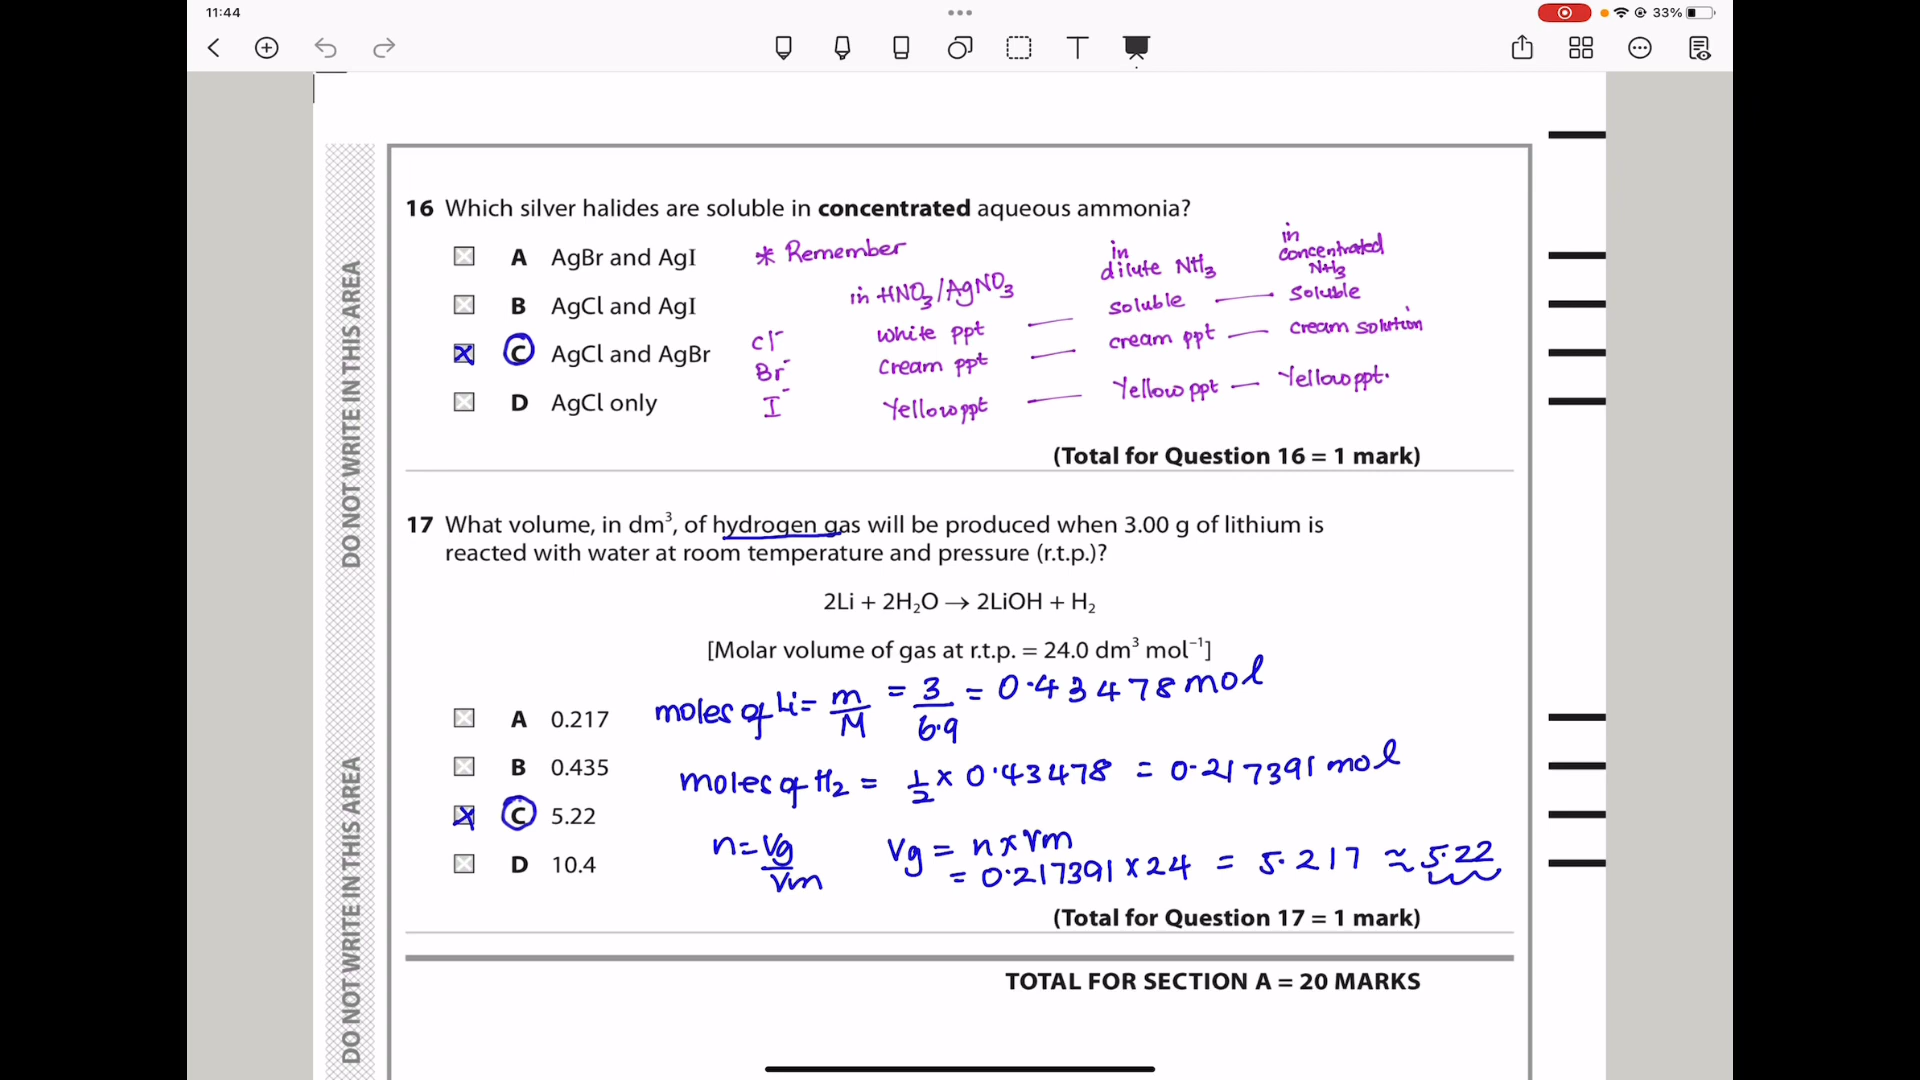 11:44
33%
16 Which silver halides are soluble in concentrated aqueous ammonia?
A AgBr and AgI
B AgCl and AgI
C AgCl and AgBr
D AgCl only
* Remember
in HNO₃/AgNO₃
in
dilute NH₃
in
concentrated
NH₃
Cl⁻ white ppt — soluble — soluble
Br⁻ cream ppt — cream ppt — cream solution
I⁻ Yellow ppt — Yellow ppt — Yellow ppt.
(Total for Question 16 = 1 mark)
17 What volume, in dm³, of hydrogen gas will be produced when 3.00 g of lithium is
reacted with water at room temperature and pressure (r.t.p.)?
2Li + 2H₂O → 2LiOH + H₂
[Molar volume of gas at r.t.p. = 24.0 dm³ mol⁻¹]
A 0.217
B 0.435
C 5.22
D 10.4
moles of Li = m/M = 3/6.9 = 0.43478 mol
moles of H₂ = ½ × 0.43478 = 0.217391 mol
n = Vg/Vm
Vg = n × Vm
= 0.217391 × 24 = 5.217 ≈ 5.22
(Total for Question 17 = 1 mark)
TOTAL FOR SECTION A = 20 MARKS
DO NOT WRITE IN THIS AREA
DO NOT WRITE IN THIS AREA